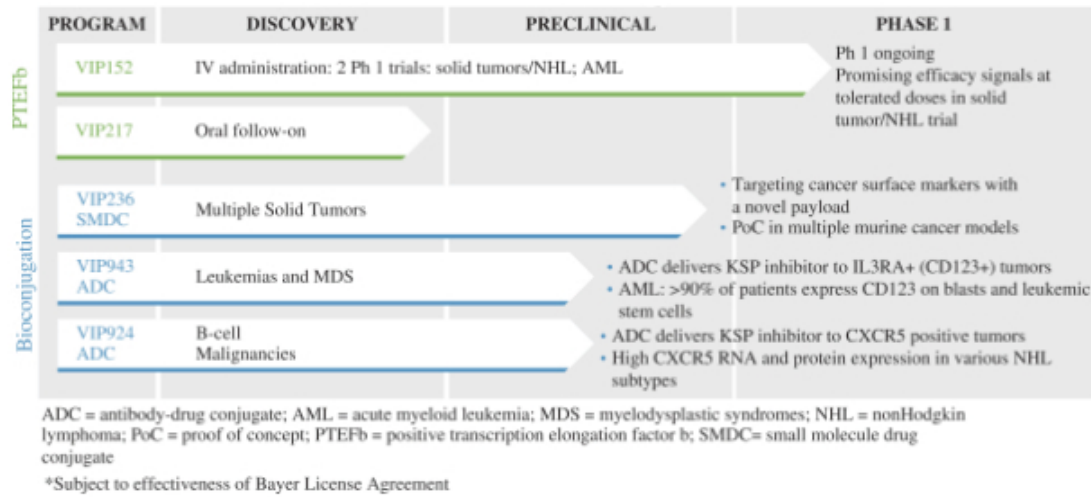 PROGRAM DISCOVERY PRECLINICAL PHASE 1
PTEFb
VIP152 IV administration: 2 Ph 1 trials: solid tumors/NHL; AML
Ph 1 ongoing
Promising efficacy signals at
tolerated doses in solid
tumor/NHL trial
VIP217 Oral follow-on
Bioconjugation
VIP236
SMDC
Multiple Solid Tumors
• Targeting cancer surface markers with
a novel payload
• PoC in multiple murine cancer models
VIP943
ADC
Leukemias and MDS
• ADC delivers KSP inhibitor to IL3RA+ (CD123+) tumors
• AML: >90% of patients express CD123 on blasts and leukemic
stem cells
VIP924
ADC
B-cell
Malignancies
• ADC delivers KSP inhibitor to CXCR5 positive tumors
• High CXCR5 RNA and protein expression in various NHL
subtypes
ADC = antibody-drug conjugate; AML = acute myeloid leukemia; MDS = myelodysplastic syndromes; NHL = nonHodgkin
lymphoma; PoC = proof of concept; PTEFb = positive transcription elongation factor b; SMDC= small molecule drug
conjugate
*Subject to effectiveness of Bayer License Agreement